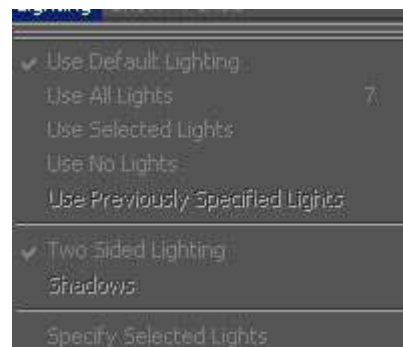 Lighting
Use Default Lighting
Use All Lights 7
Use Selected Lights
Use No Lights
Use Previously Specified Lights
Two Sided Lighting
Shadows
Specify Selected Lights